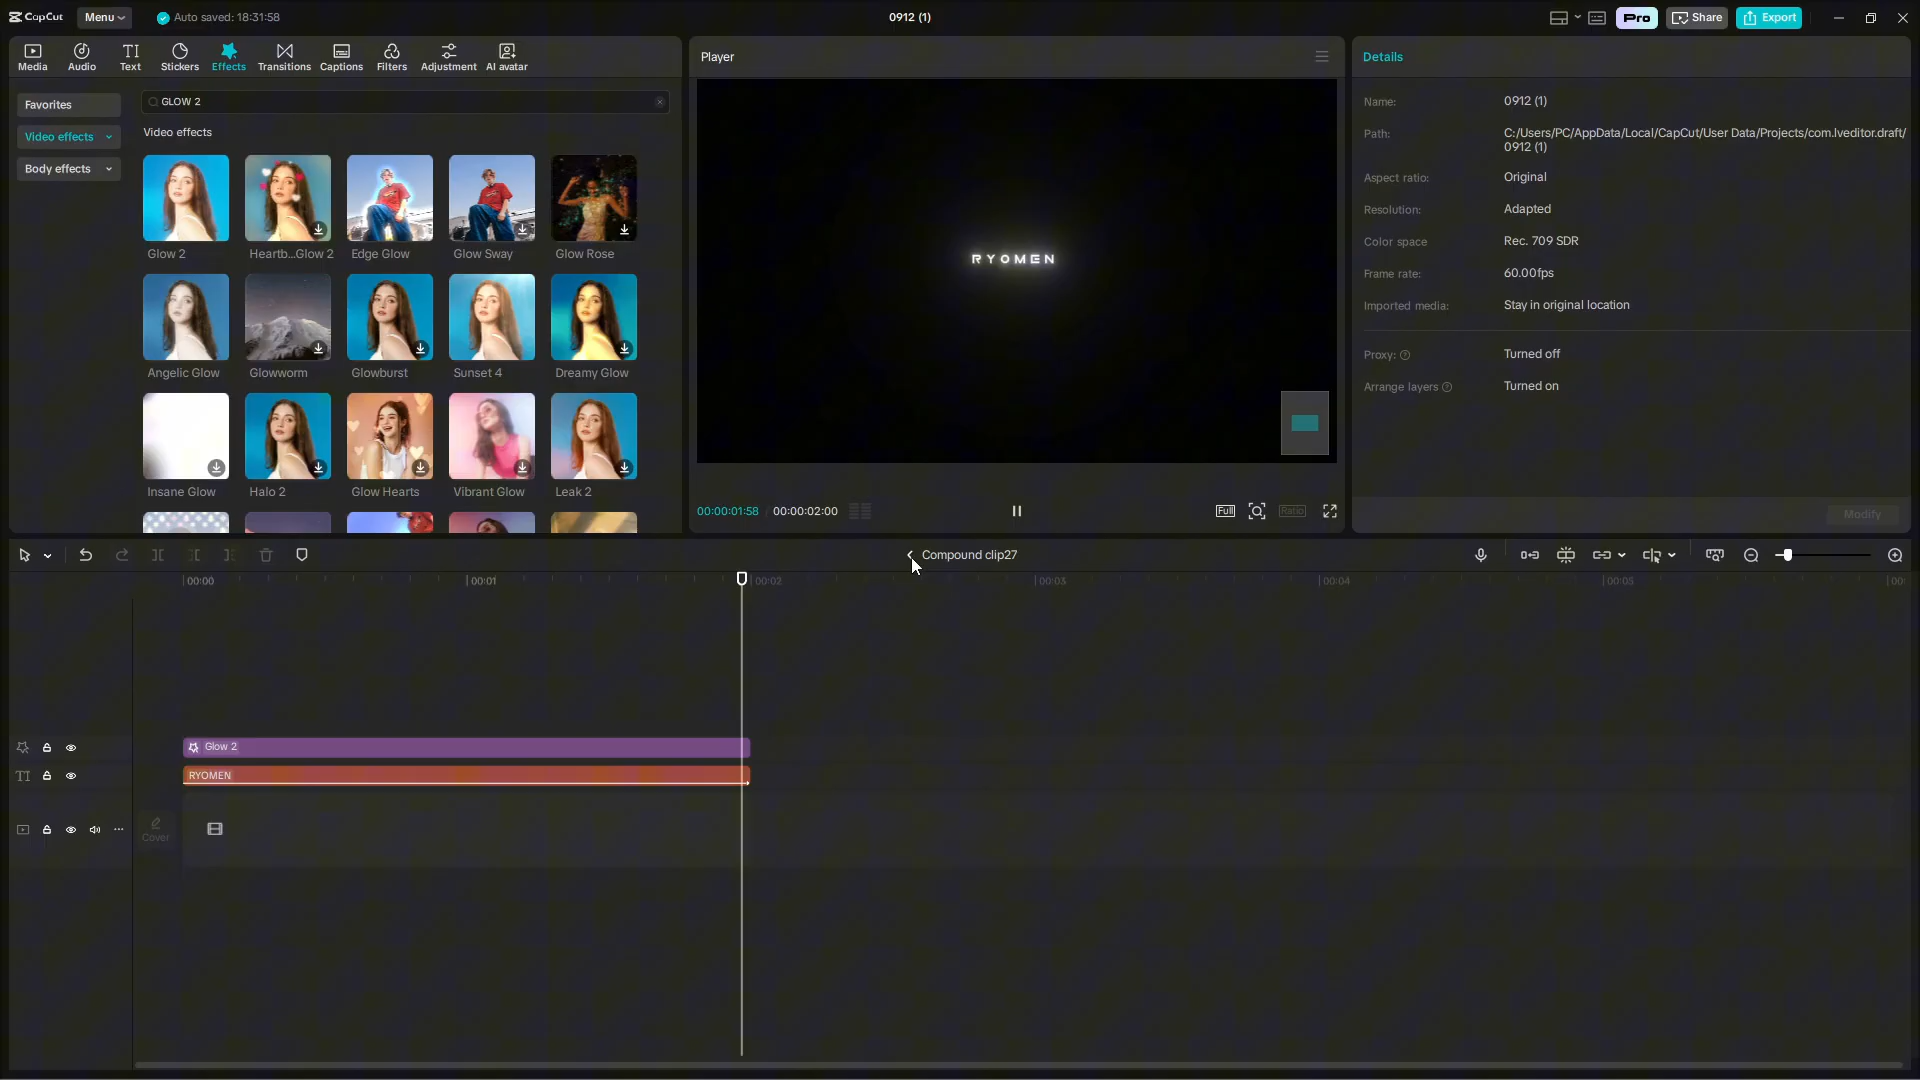 CapCut
Menu
Auto saved: 18:31:58
0912 (1)
Pro
Share
Export
Media
Audio
Text
Stickers
Effects
Transitions
Captions
Filters
Adjustment
AI avatar
Favorites
Video effects
Body effects
GLOW 2
Video effects
Glow 2
Heartb...Glow 2
Edge Glow
Glow Sway
Glow Rose
Angelic Glow
Glowworm
Glowburst
Sunset 4
Dreamy Glow
Insane Glow
Halo 2
Glow Hearts
Vibrant Glow
Leak 2
Player
RYOMEN
00:00:01:58
00:00:02:00
Full
Ratio
Details
Name:
0912 (1)
Path:
C:/Users/PC/AppData/Local/CapCut/User Data/Projects/com.lveditor.draft/
0912 (1)
Aspect ratio:
Original
Resolution:
Adapted
Color space
Rec. 709 SDR
Frame rate:
60.00fps
Imported media:
Stay in original location
Proxy:
Turned off
Arrange layers
Turned on
Modify
Compound clip27
00:00
00:01
00:02
00:03
00:04
00:05
00:
Glow 2
TI
RYOMEN
Cover